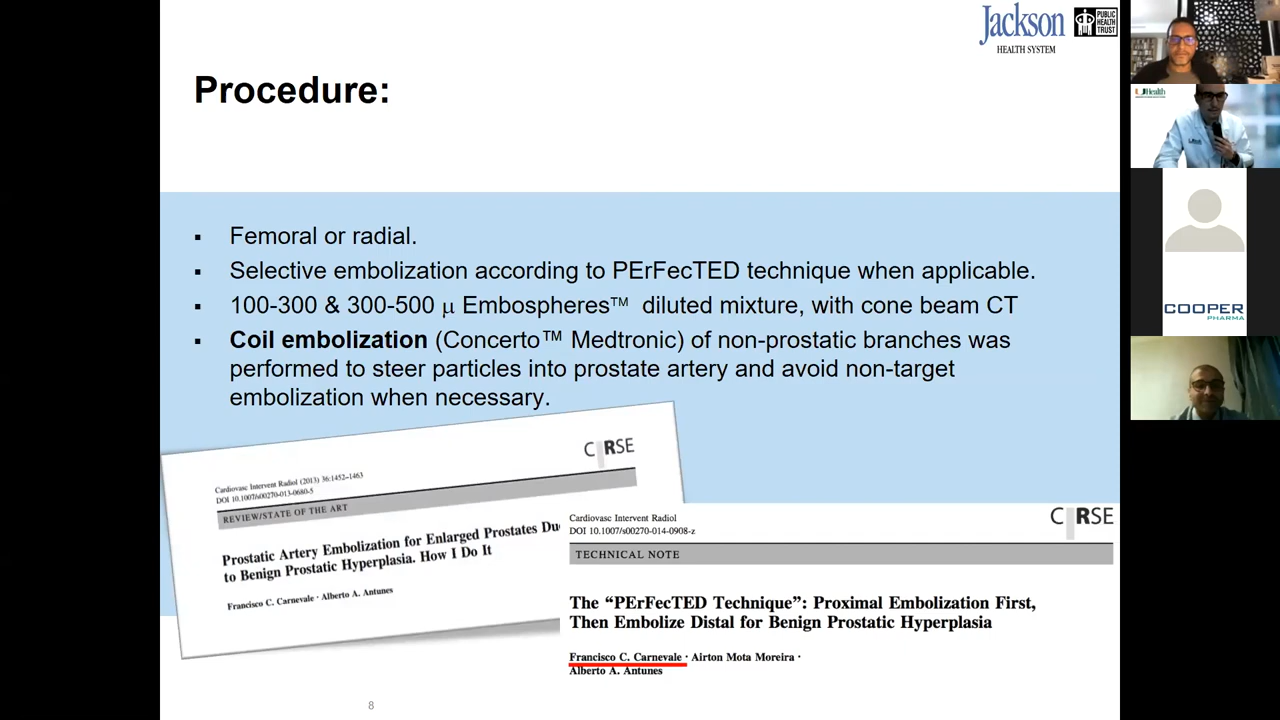 Jackson
HEALTH SYSTEM
PUBLIC
HEALTH
TRUST
Procedure:
▪ Femoral or radial.
▪ Selective embolization according to PErFecTED technique when applicable.
▪ 100-300 & 300-500 μ Embospheres™ diluted mixture, with cone beam CT
▪ Coil embolization (Concerto™ Medtronic) of non-prostatic branches was
performed to steer particles into prostate artery and avoid non-target
embolization when necessary.
CIRSE
Cardiovasc Intervent Radiol (2013) 36:1452–1463
DOI 10.1007/s00270-013-0680-5
REVIEW/STATE OF THE ART
Prostatic Artery Embolization for Enlarged Prostates Du
to Benign Prostatic Hyperplasia. How I Do It
Francisco C. Carnevale · Alberto A. Antunes
Cardiovasc Intervent Radiol
DOI 10.1007/s00270-014-0908-z
CIRSE
TECHNICAL NOTE
The “PErFecTED Technique”: Proximal Embolization First,
Then Embolize Distal for Benign Prostatic Hyperplasia
Francisco C. Carnevale · Airton Mota Moreira ·
Alberto A. Antunes
8
UHealth
COOPER
PHARMA